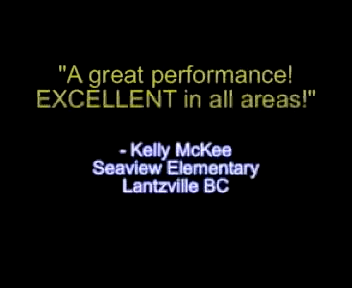 "A great performance!
EXCELLENT in all areas!"
- Kelly McKee
Seaview Elementary
Lantzville BC